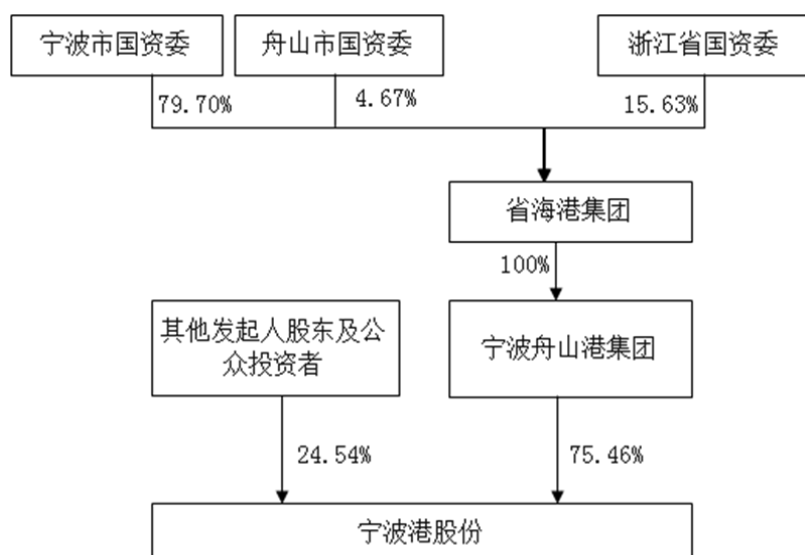 宁波市国资委
舟山市国资委
浙江省国资委
79.70%
4.67%
15.63%
省海港集团
100%
其他发起人股东及公
众投资者
宁波舟山港集团
24.54%
75.46%
宁波港股份